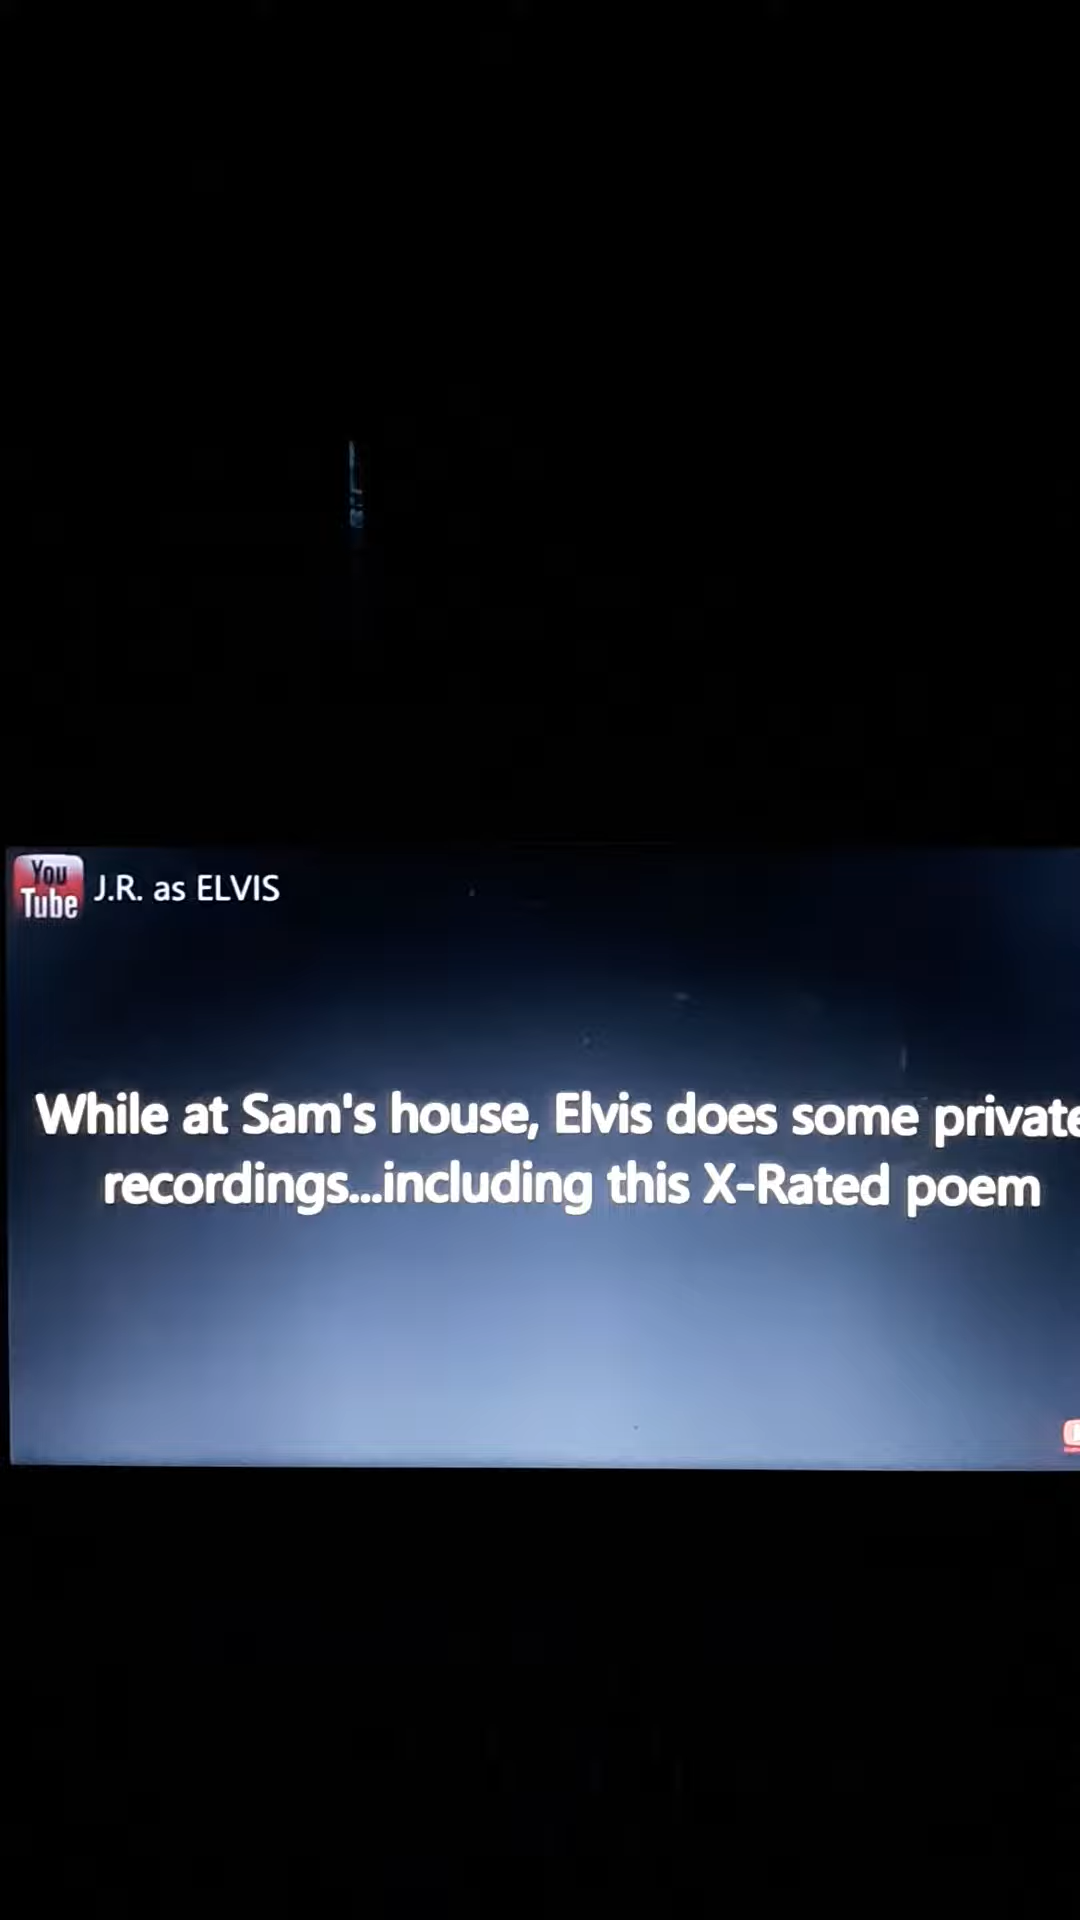 You
Tube
J.R. as ELVIS
While at Sam's house, Elvis does some private
recordings...including this X-Rated poem